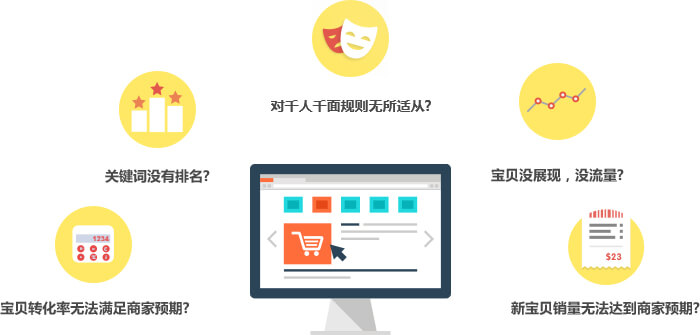 对千人千面规则无所适从?
关键词没有排名?
宝贝没展现，没流量?
1234
$23
宝贝转化率无法满足商家预期?
新宝贝销量无法达到商家预期?